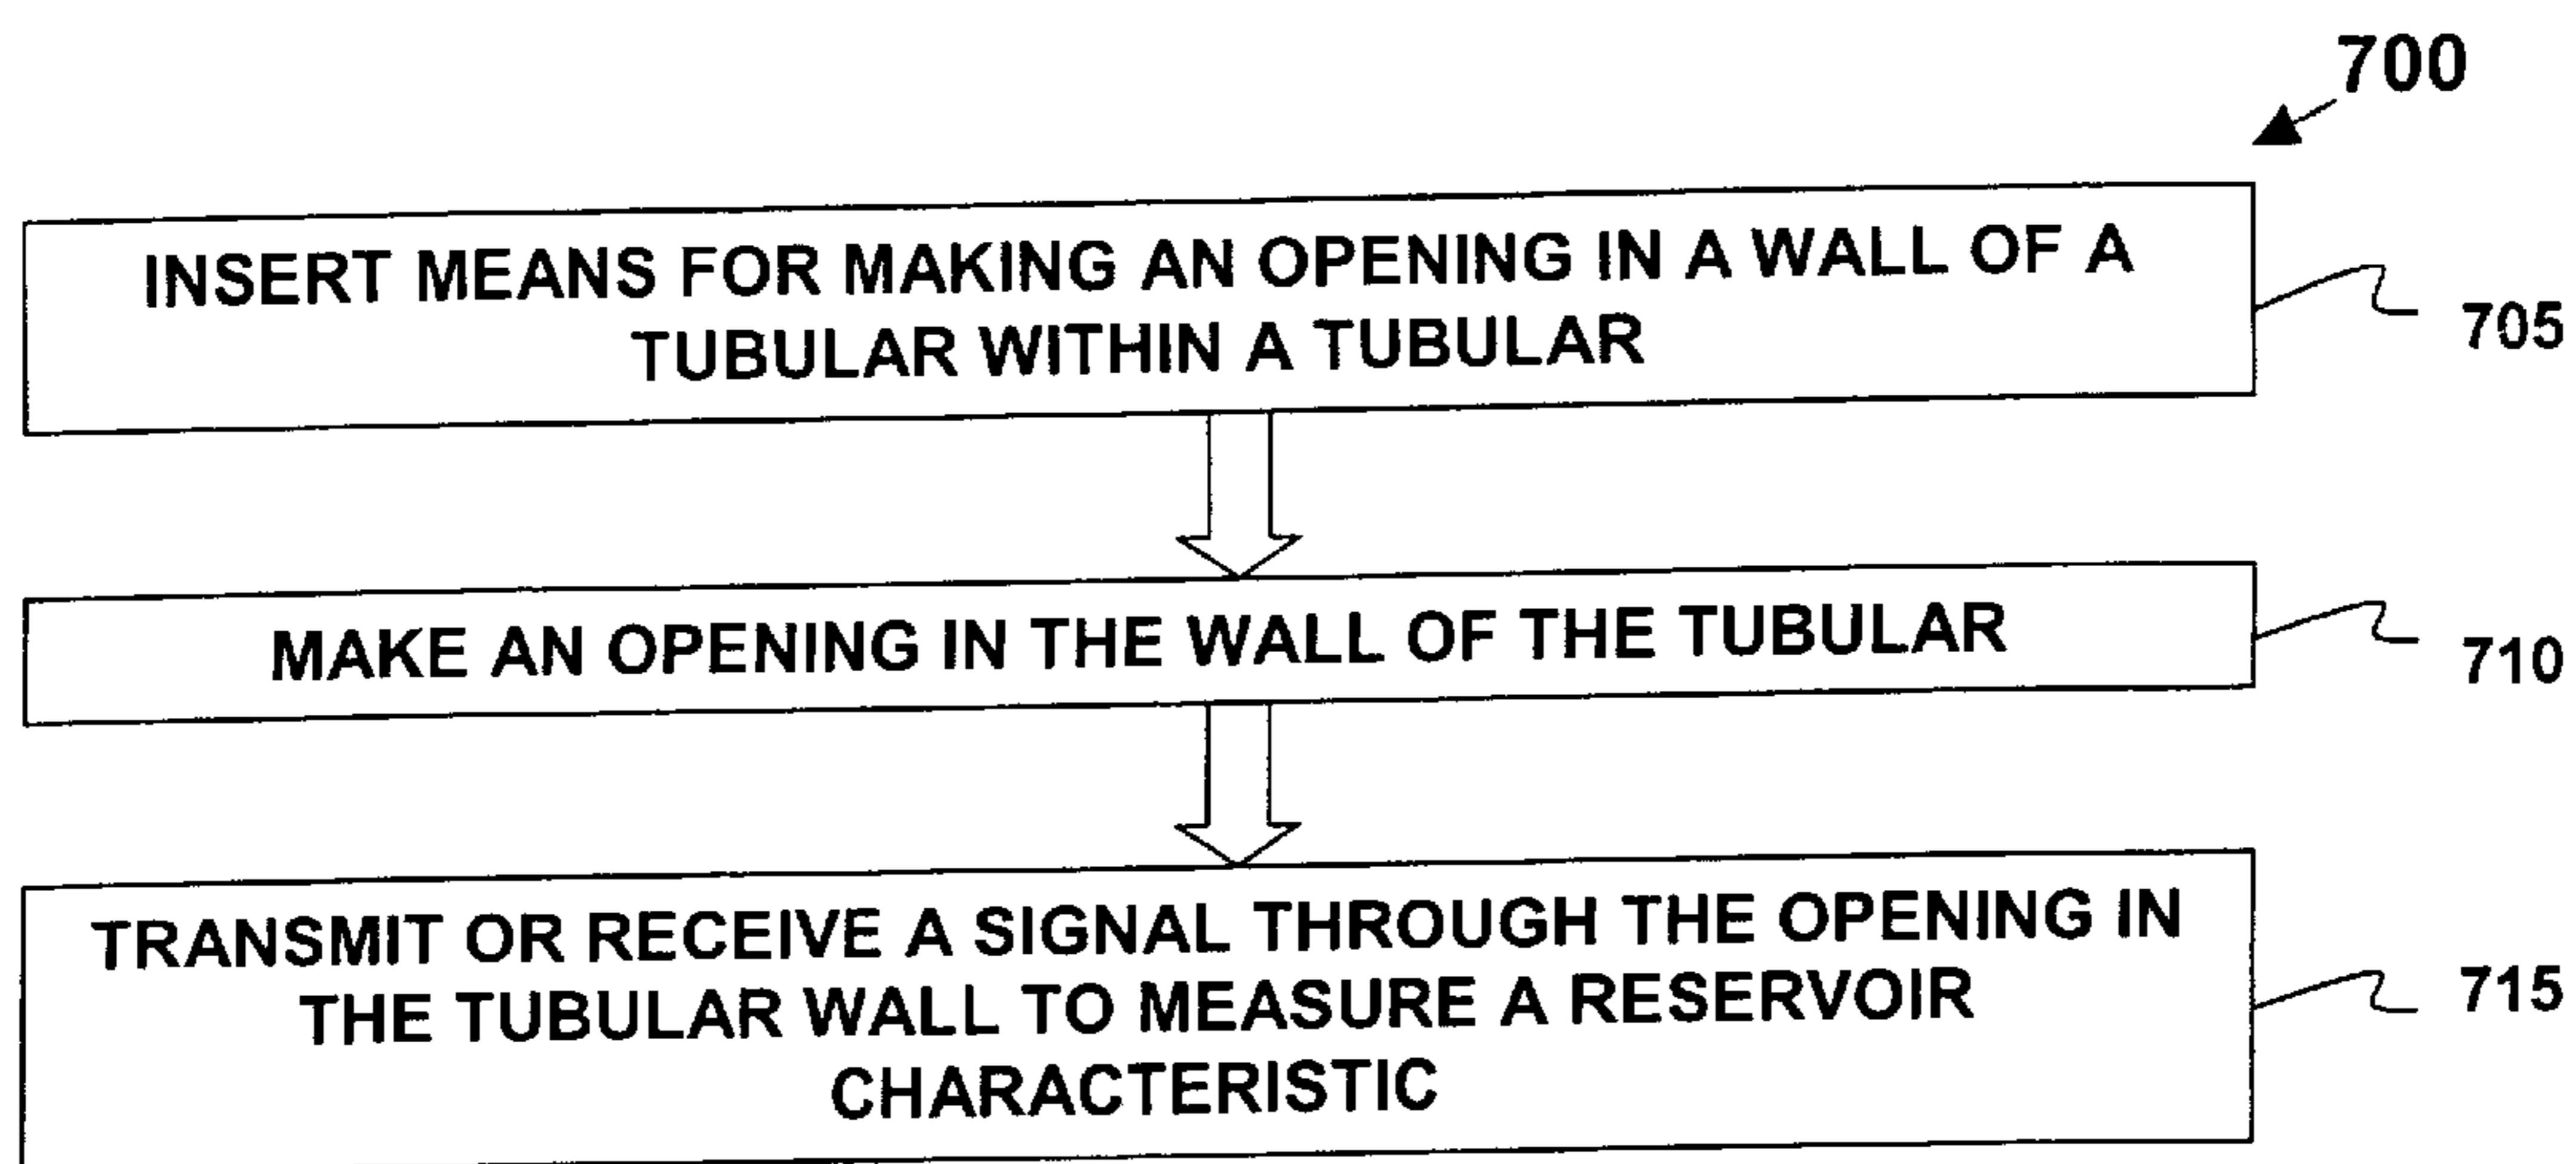 700
INSERT MEANS FOR MAKING AN OPENING IN A WALL OF A
TUBULAR WITHIN A TUBULAR
705
MAKE AN OPENING IN THE WALL OF THE TUBULAR
710
TRANSMIT OR RECEIVE A SIGNAL THROUGH THE OPENING IN
THE TUBULAR WALL TO MEASURE A RESERVOIR
CHARACTERISTIC
715